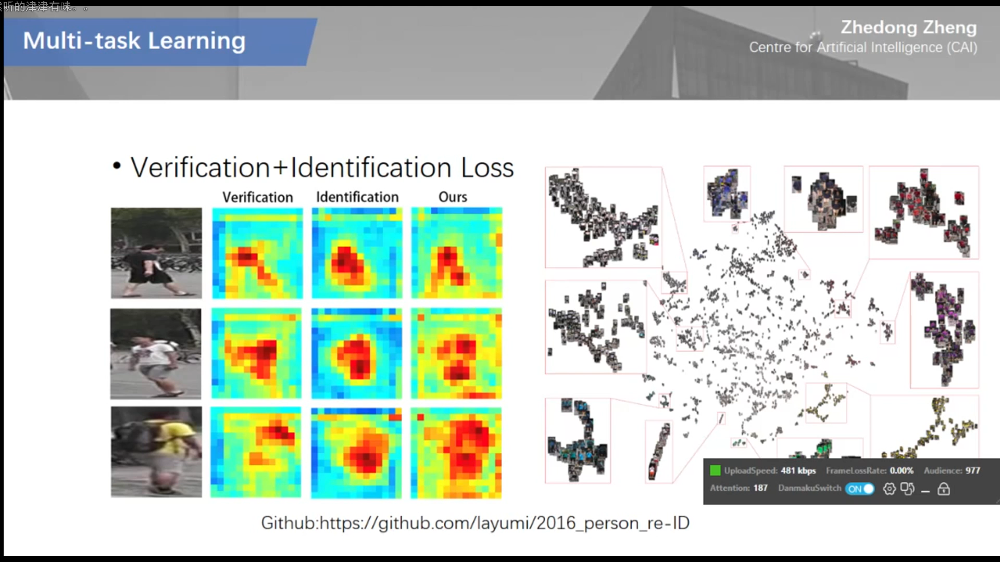 听的津津有味。。
Multi-task Learning
Zhedong Zheng
Centre for Artificial Intelligence (CAI)
• Verification+Identification Loss
Verification Identification Ours
UploadSpeed: 481 kbps FrameLossRate: 0.00% Audience: 977
Attention: 187 DanmakuSwitch ON
Github:https://github.com/layumi/2016_person_re-ID